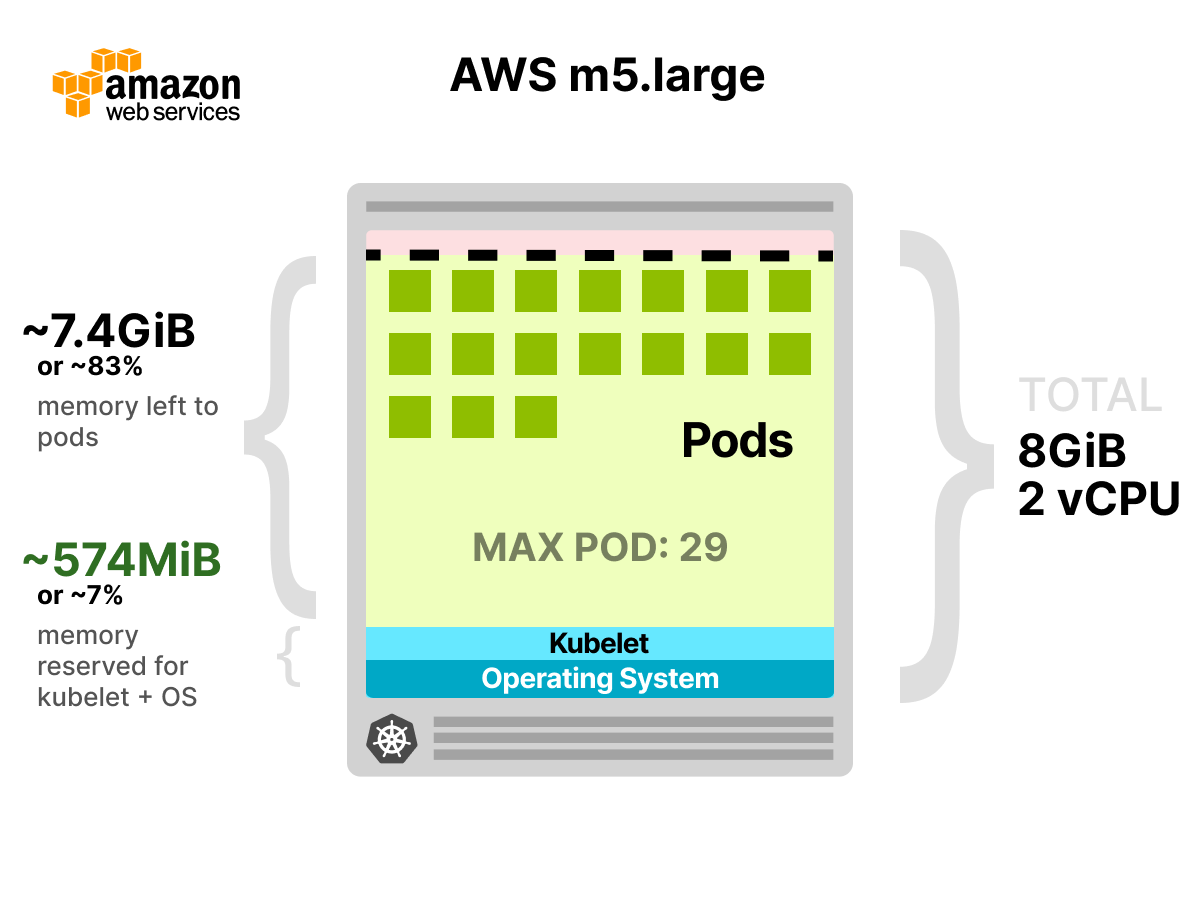 amazon
web services
AWS m5.large
~7.4GiB
or ~83%
memory left to
pods
~574MiB
or ~7%
memory
reserved for
kubelet + OS
Pods
MAX POD: 29
Kubelet
Operating System
TOTAL
8GiB
2 vCPU